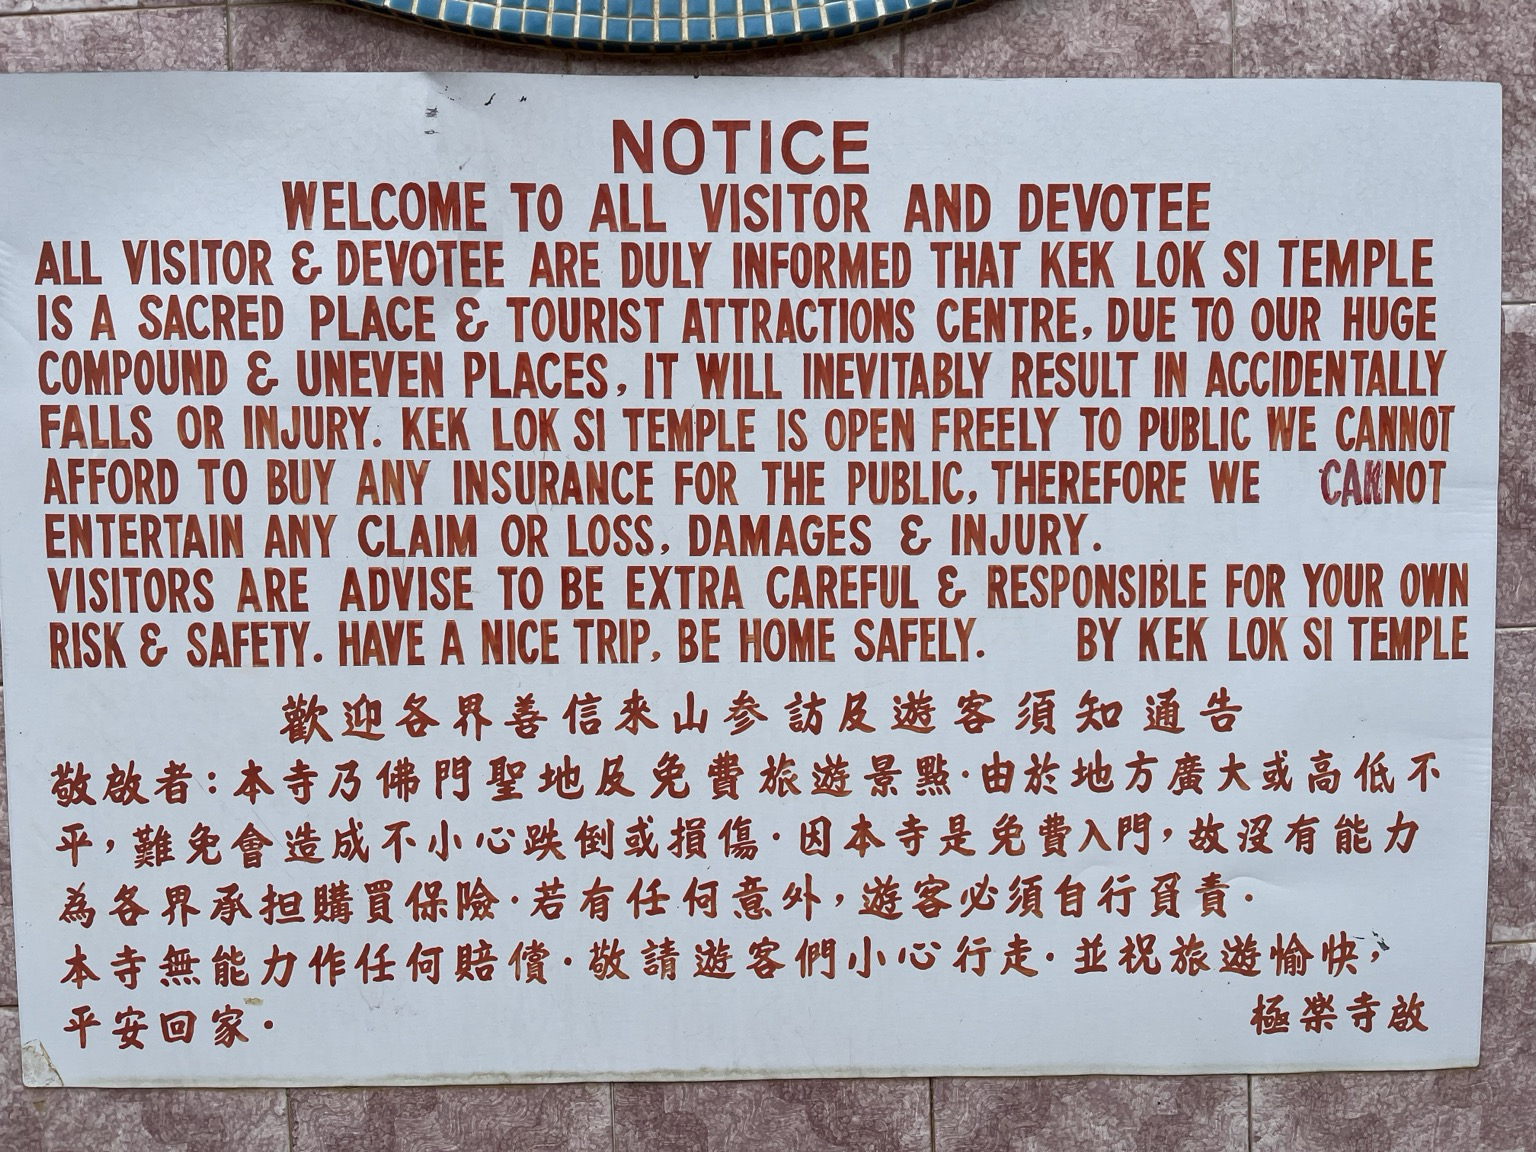 NOTICE
WELCOME TO ALL VISITOR AND DEVOTEE
ALL VISITOR & DEVOTEE ARE DULY INFORMED THAT KEK LOK SI TEMPLE
IS A SACRED PLACE & TOURIST ATTRACTIONS CENTRE, DUE TO OUR HUGE
COMPOUND & UNEVEN PLACES, IT WILL INEVITABLY RESULT IN ACCIDENTALLY
FALLS OR INJURY. KEK LOK SI TEMPLE IS OPEN FREELY TO PUBLIC WE CANNOT
AFFORD TO BUY ANY INSURANCE FOR THE PUBLIC, THEREFORE WE CANNOT
ENTERTAIN ANY CLAIM OR LOSS, DAMAGES & INJURY.
VISITORS ARE ADVISE TO BE EXTRA CAREFUL & RESPONSIBLE FOR YOUR OWN
RISK & SAFETY. HAVE A NICE TRIP, BE HOME SAFELY. BY KEK LOK SI TEMPLE
歡迎各界善信來山參訪及遊客須知通告
敬啟者：本寺乃佛門聖地及免費旅遊景點·由於地方廣大或高低不
平，難免會造成不小心跌倒或損傷·因本寺是免費入門，故沒有能力
為各界承担購買保險·若有任何意外，遊客必須自行負責·
本寺無能力作任何賠償·敬請遊客們小心行走·並祝旅遊愉快，
平安回家·
極樂寺啟